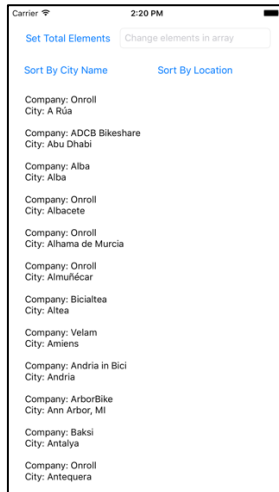 Carrier 2:20 PM
Set Total Elements Change elements in array
Sort By City Name Sort By Location
Company: Onroll
City: A Rúa
Company: ADCB Bikeshare
City: Abu Dhabi
Company: Alba
City: Alba
Company: Onroll
City: Albacete
Company: Onroll
City: Alhama de Murcia
Company: Onroll
City: Almuñécar
Company: Bicialtea
City: Altea
Company: Velam
City: Amiens
Company: Andria in Bici
City: Andria
Company: ArborBike
City: Ann Arbor, MI
Company: Baksi
City: Antalya
Company: Onroll
City: Antequera